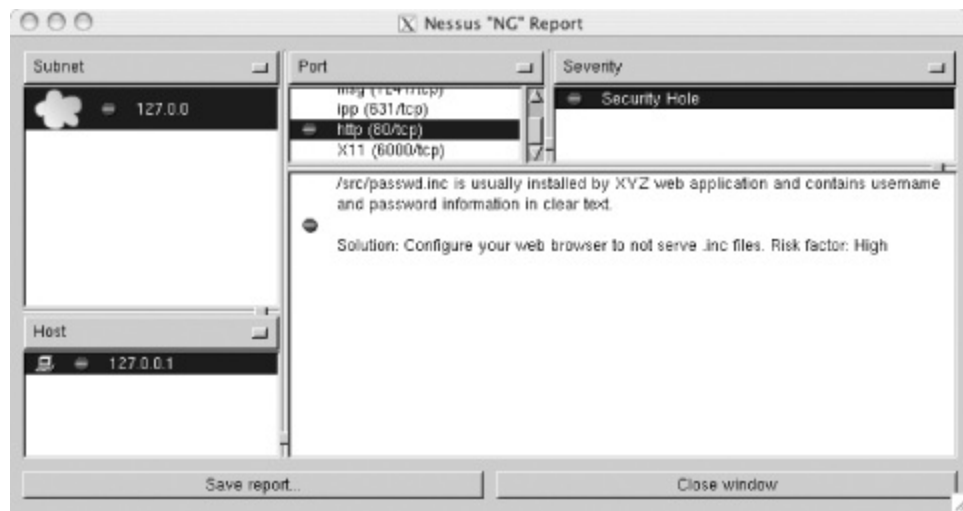 Nessus "NG" Report
Subnet
Port
Severity
127.0.0
ipp (631/tcp)
http (80/tcp)
X11 (6000/tcp)
Security Hole
/src/passwd.inc is usually installed by XYZ web application and contains username
and password information in clear text.
Solution: Configure your web browser to not serve .inc files. Risk factor: High
Host
127.0.0.1
Save report...
Close window